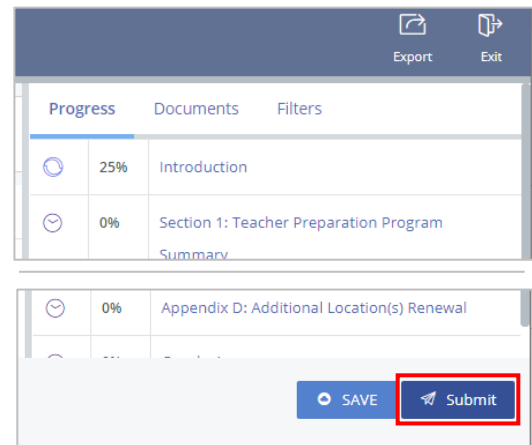 Export Exit
Progress Documents Filters
25% Introduction
0% Section 1: Teacher Preparation Program
Summary
0% Appendix D: Additional Location(s) Renewal
SAVE Submit